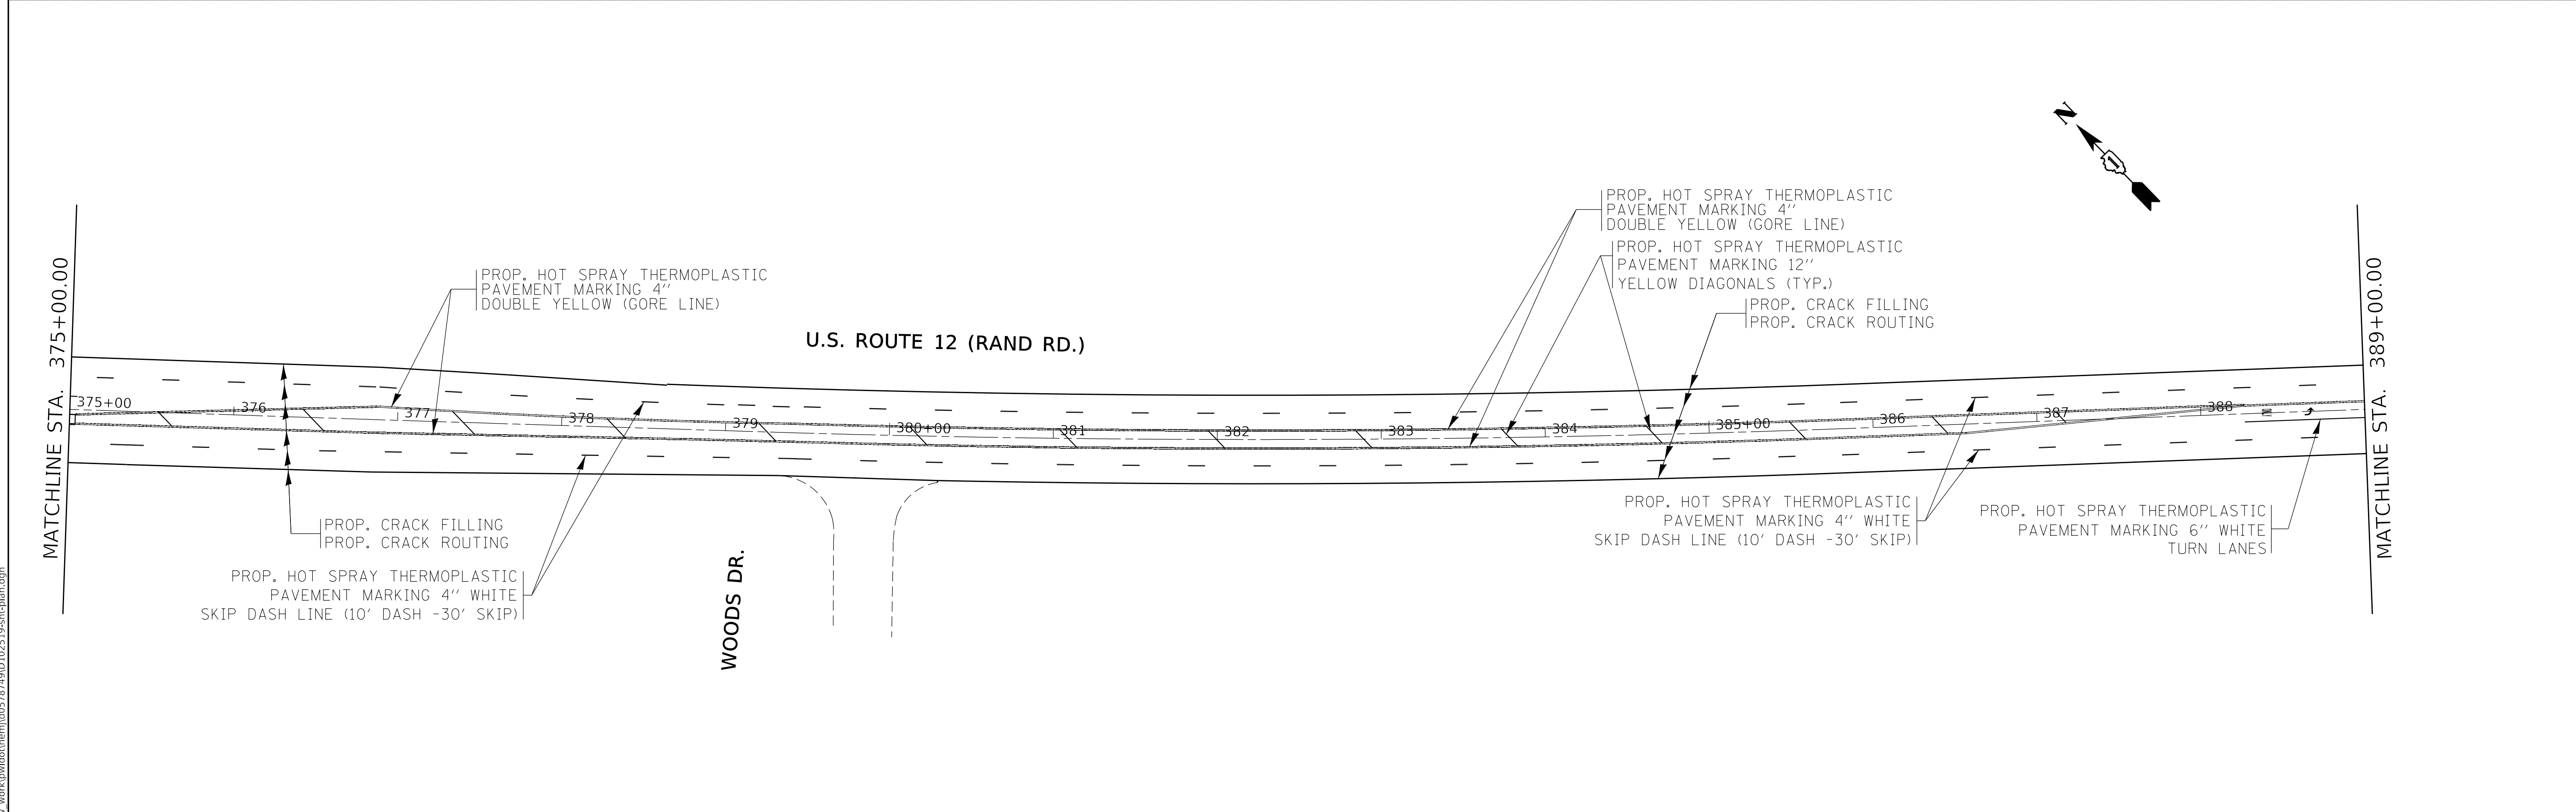 N
1
PROP. HOT SPRAY THERMOPLASTIC
PAVEMENT MARKING 4''
DOUBLE YELLOW (GORE LINE)
PROP. HOT SPRAY THERMOPLASTIC
PAVEMENT MARKING 12''
YELLOW DIAGONALS (TYP.)
PROP. CRACK FILLING
PROP. CRACK ROUTING
PROP. HOT SPRAY THERMOPLASTIC
PAVEMENT MARKING 4''
DOUBLE YELLOW (GORE LINE)
MATCHLINE STA. 375+00.00
U.S. ROUTE 12 (RAND RD.)
MATCHLINE STA. 389+00.00
375+00
376
377
378
379
380+00
381
382
383
384
385+00
386
387
388
PROP. CRACK FILLING
PROP. CRACK ROUTING
PROP. HOT SPRAY THERMOPLASTIC
PAVEMENT MARKING 4'' WHITE
SKIP DASH LINE (10' DASH -30' SKIP)
WOODS DR.
PROP. HOT SPRAY THERMOPLASTIC
PAVEMENT MARKING 4'' WHITE
SKIP DASH LINE (10' DASH -30' SKIP)
PROP. HOT SPRAY THERMOPLASTIC
PAVEMENT MARKING 6'' WHITE
TURN LANES